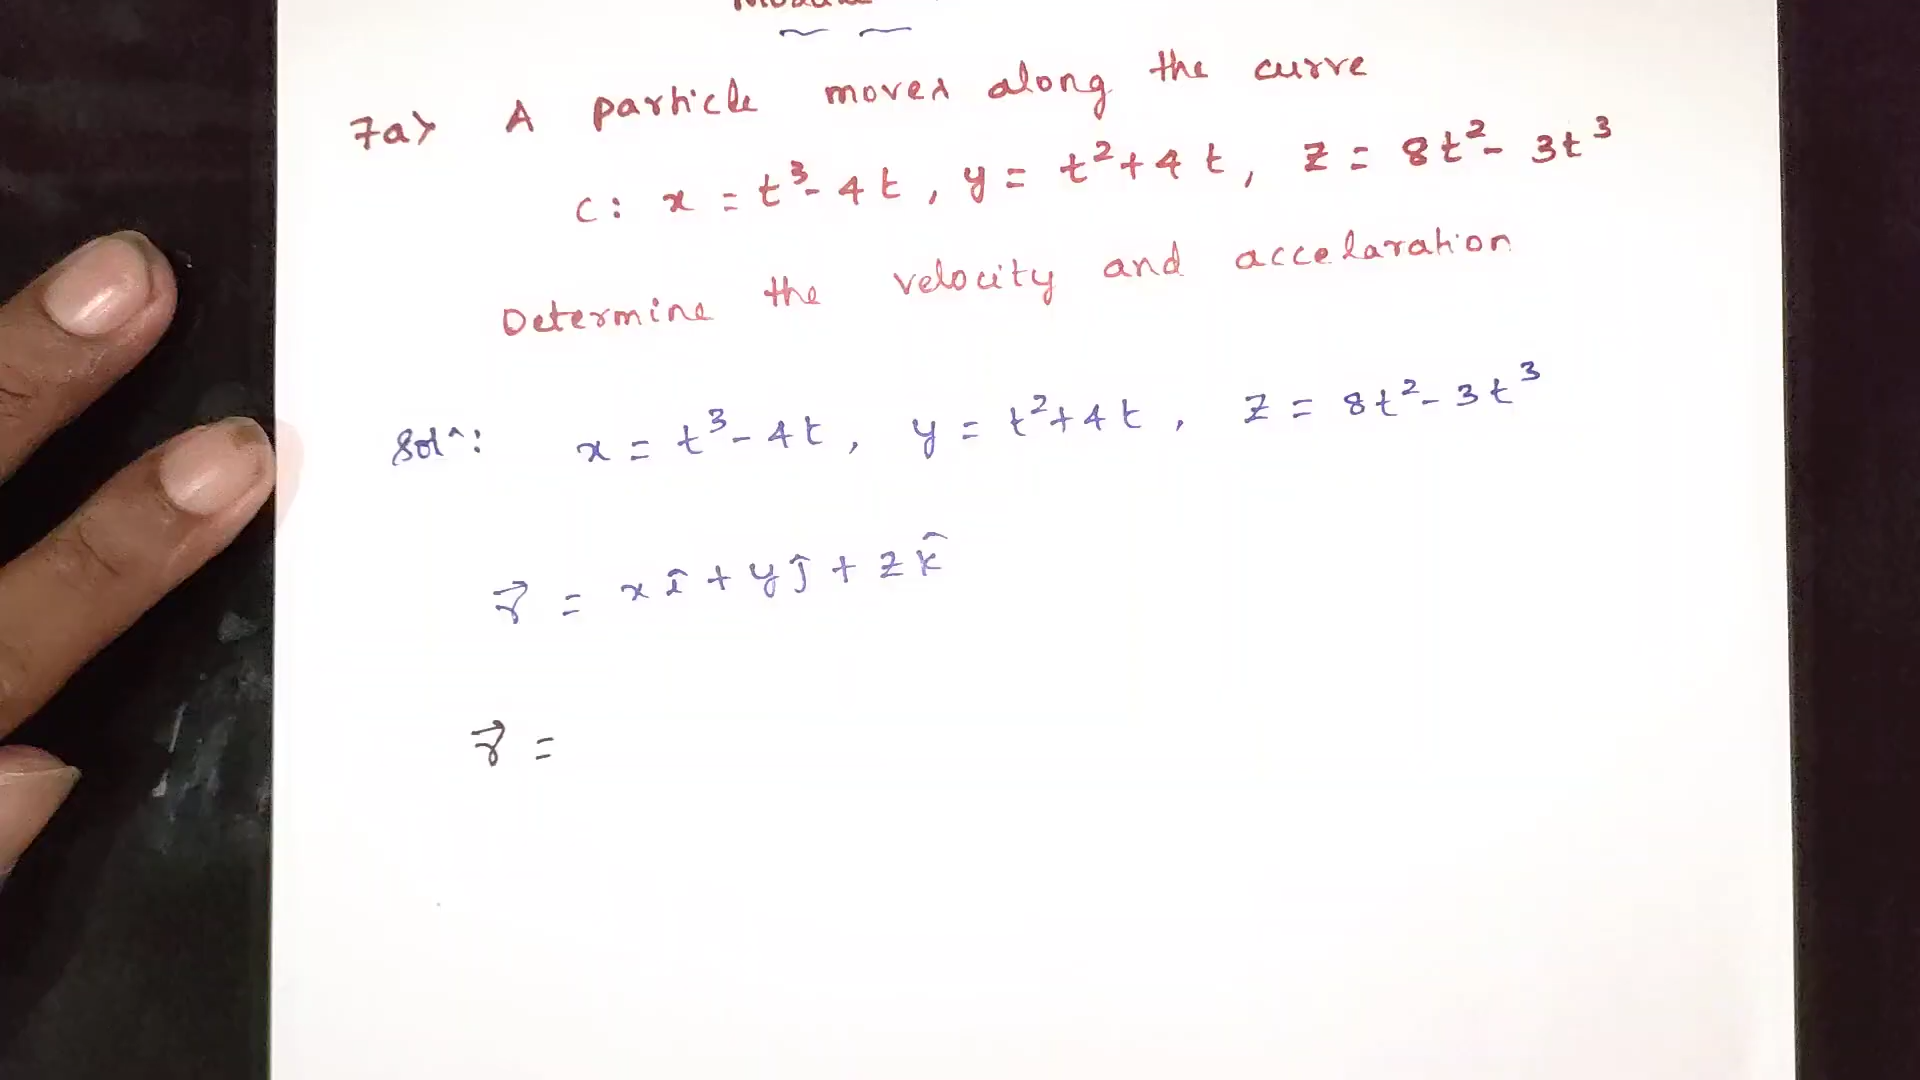 7a> A particle moves along the curve
C: x = t³- 4t , y = t²+4t , z = 8t²- 3t³
Determine the velocity and accelaration
Solⁿ: x = t³- 4t , y = t²+4t , z = 8t²- 3t³
r⃗ = x î + y ĵ + z k̂
r⃗ =